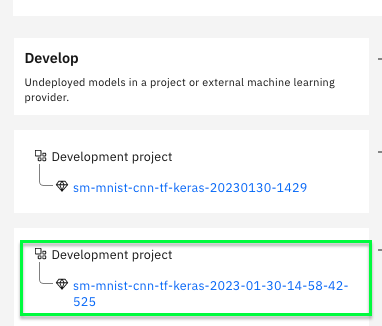 Develop
Undeployed models in a project or external machine learning
provider.
Development project
sm-mnist-cnn-tf-keras-20230130-1429
Development project
sm-mnist-cnn-tf-keras-2023-01-30-14-58-42-
525